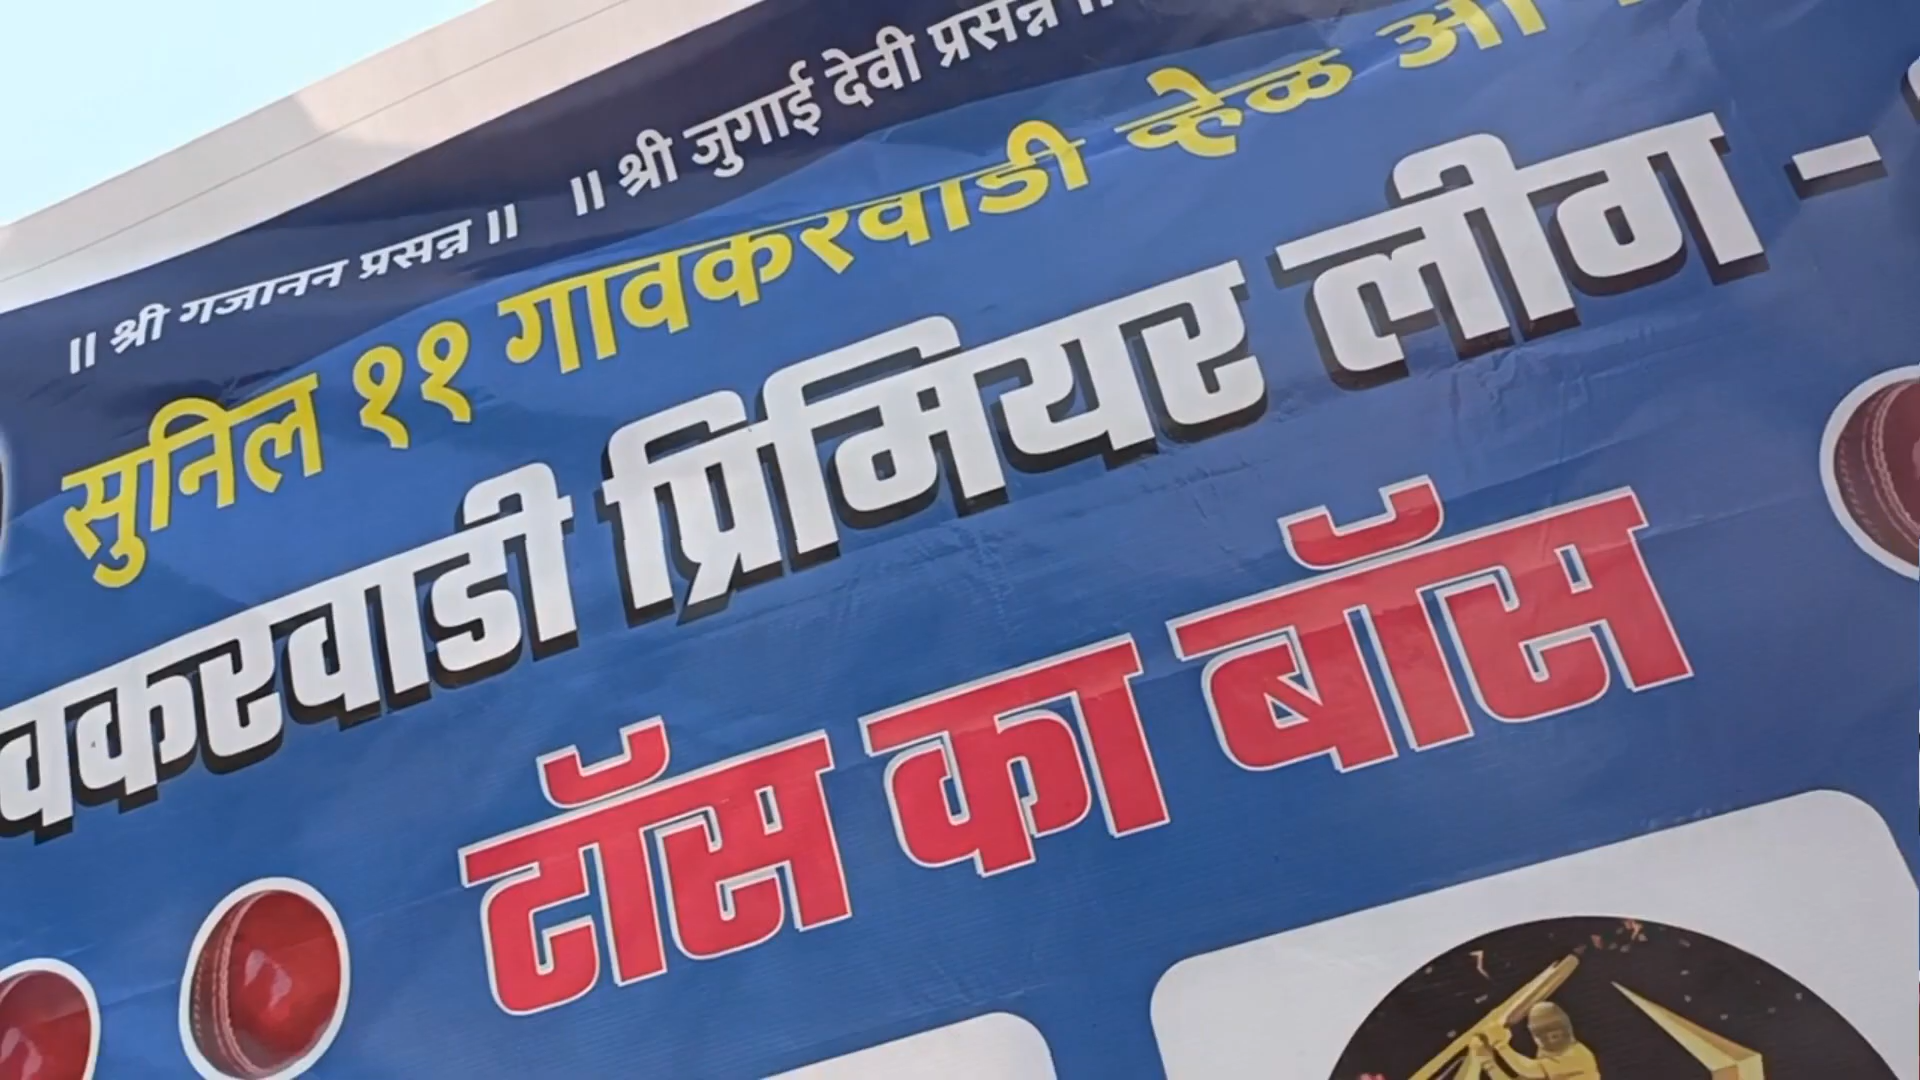 ॥ श्री गजानन प्रसन्न ॥ ॥ श्री जुगाई देवी प्रसन्न ॥
सुनिल ११ गावकरवाडी व्हेळ
वकरवाडी प्रिमियर लीग -
टॉस का बॉस